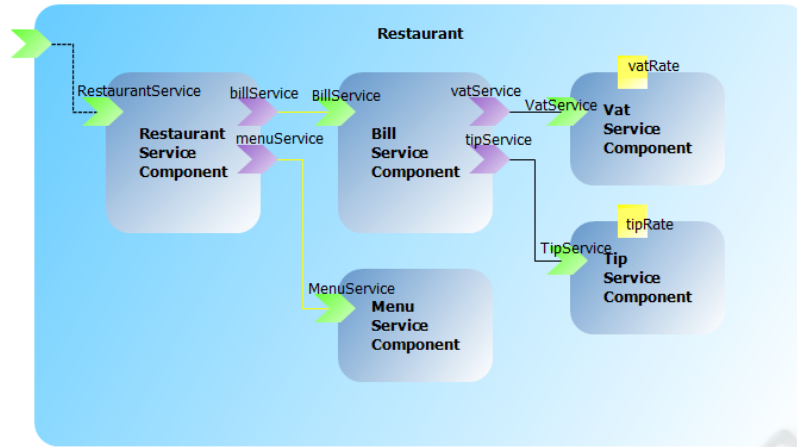 Restaurant
vatRate
RestaurantService
billService
BillService
vatService
VatService
Restaurant
Service
Component
menuService
Bill
Service
Component
tipService
Vat
Service
Component
tipRate
TipService
Tip
Service
Component
MenuService
Menu
Service
Component